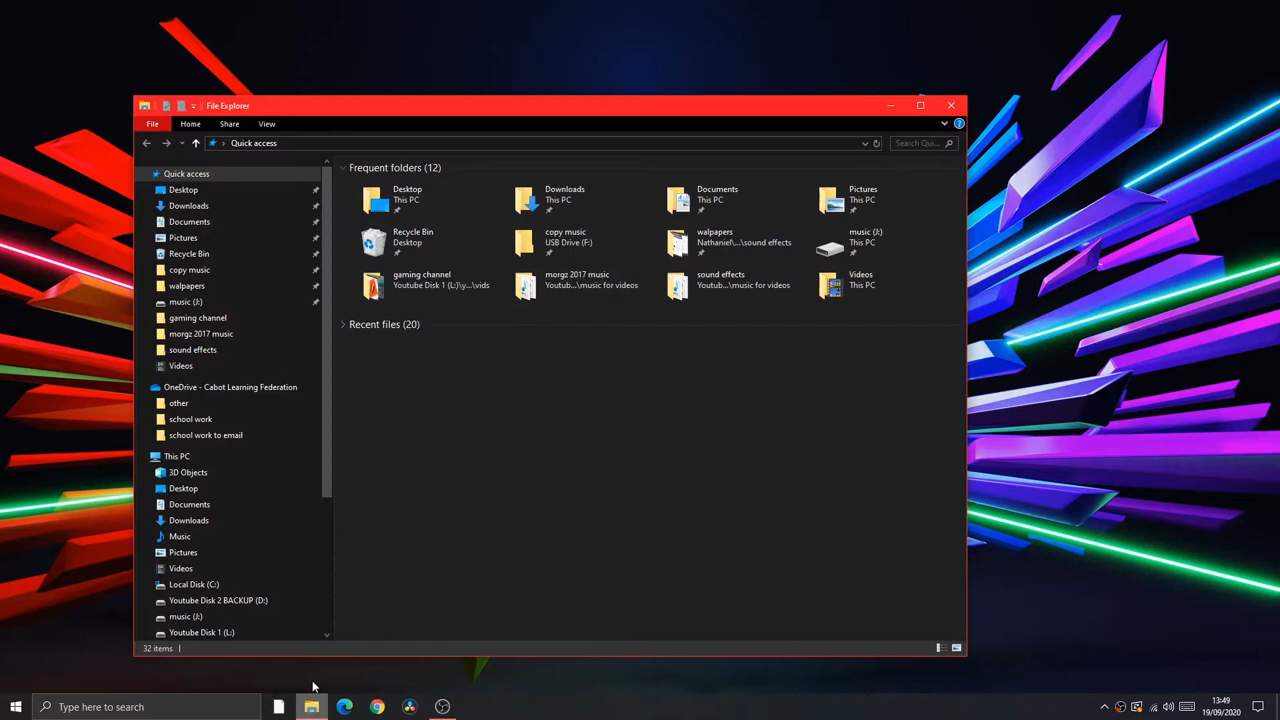 File Explorer
File Home Share View
Quick access
Search Qui...
Quick access
Desktop
Downloads
Documents
Pictures
Recycle Bin
copy music
walpapers
music (J:)
gaming channel
morgz 2017 music
sound effects
Videos
OneDrive - Cabot Learning Federation
other
school work
school work to email
This PC
3D Objects
Desktop
Documents
Downloads
Music
Pictures
Videos
Local Disk (C:)
Youtube Disk 2 BACKUP (D:)
music (J:)
Youtube Disk 1 (L:)
Frequent folders (12)
Desktop
This PC
Downloads
This PC
Documents
This PC
Pictures
This PC
Recycle Bin
Desktop
copy music
USB Drive (F:)
walpapers
Nathaniel\...\sound effects
music (J:)
This PC
gaming channel
Youtube Disk 1 (L:)\y...\vids
morgz 2017 music
Youtub...\music for videos
sound effects
Youtub...\music for videos
Videos
This PC
Recent files (20)
32 items
Type here to search
13:49
19/09/2020